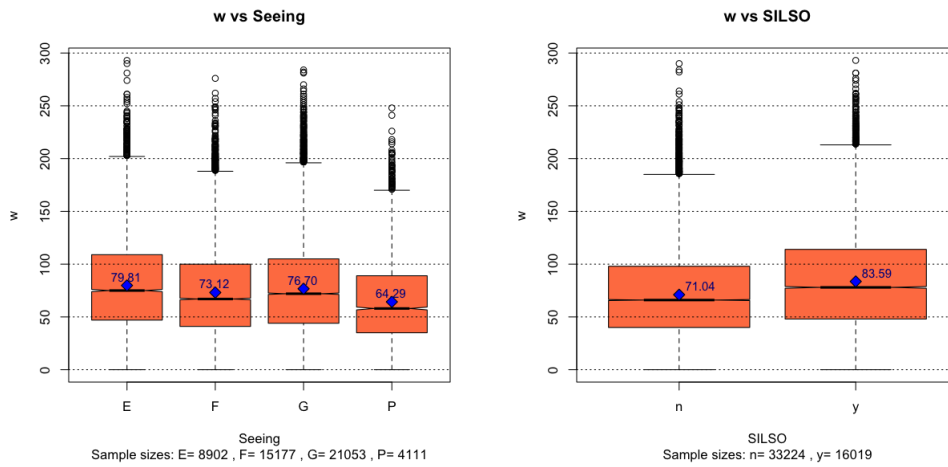 w vs Seeing
300
250
200
150
100
50
0
w
79.81
73.12
76.70
64.29
E F G P
Seeing
Sample sizes: E= 8902 , F= 15177 , G= 21053 , P= 4111
w vs SILSO
300
250
200
150
100
50
0
w
71.04
83.59
n y
SILSO
Sample sizes: n= 33224 , y= 16019